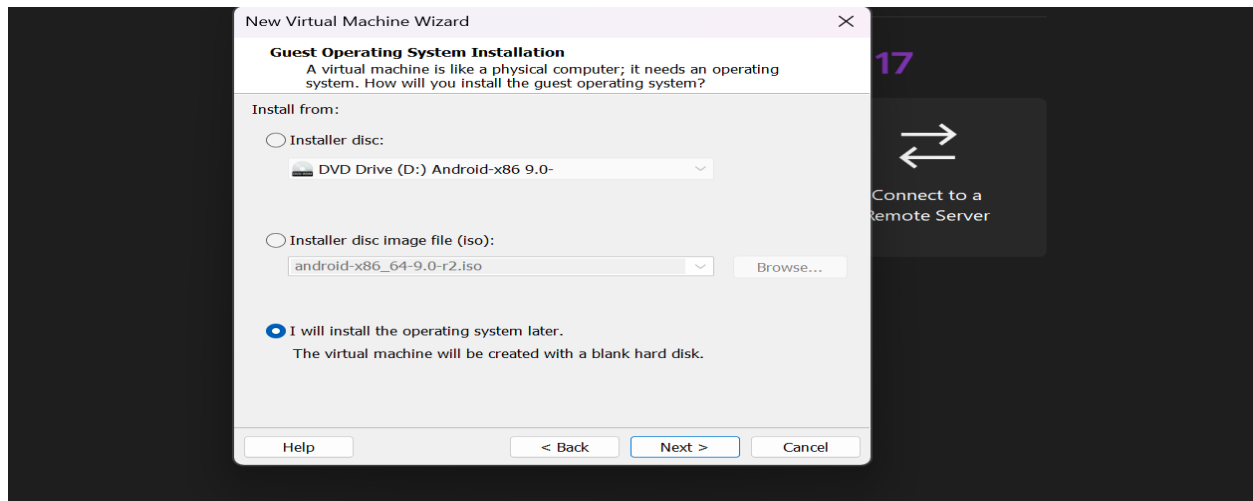 New Virtual Machine Wizard
Guest Operating System Installation
A virtual machine is like a physical computer; it needs an operating
system. How will you install the guest operating system?
17
Install from:
Installer disc:
DVD Drive (D:) Android-x86 9.0-
Connect to a
Remote Server
Installer disc image file (iso):
android-x86_64-9.0-r2.iso
Browse...
I will install the operating system later.
The virtual machine will be created with a blank hard disk.
Help
< Back
Next >
Cancel